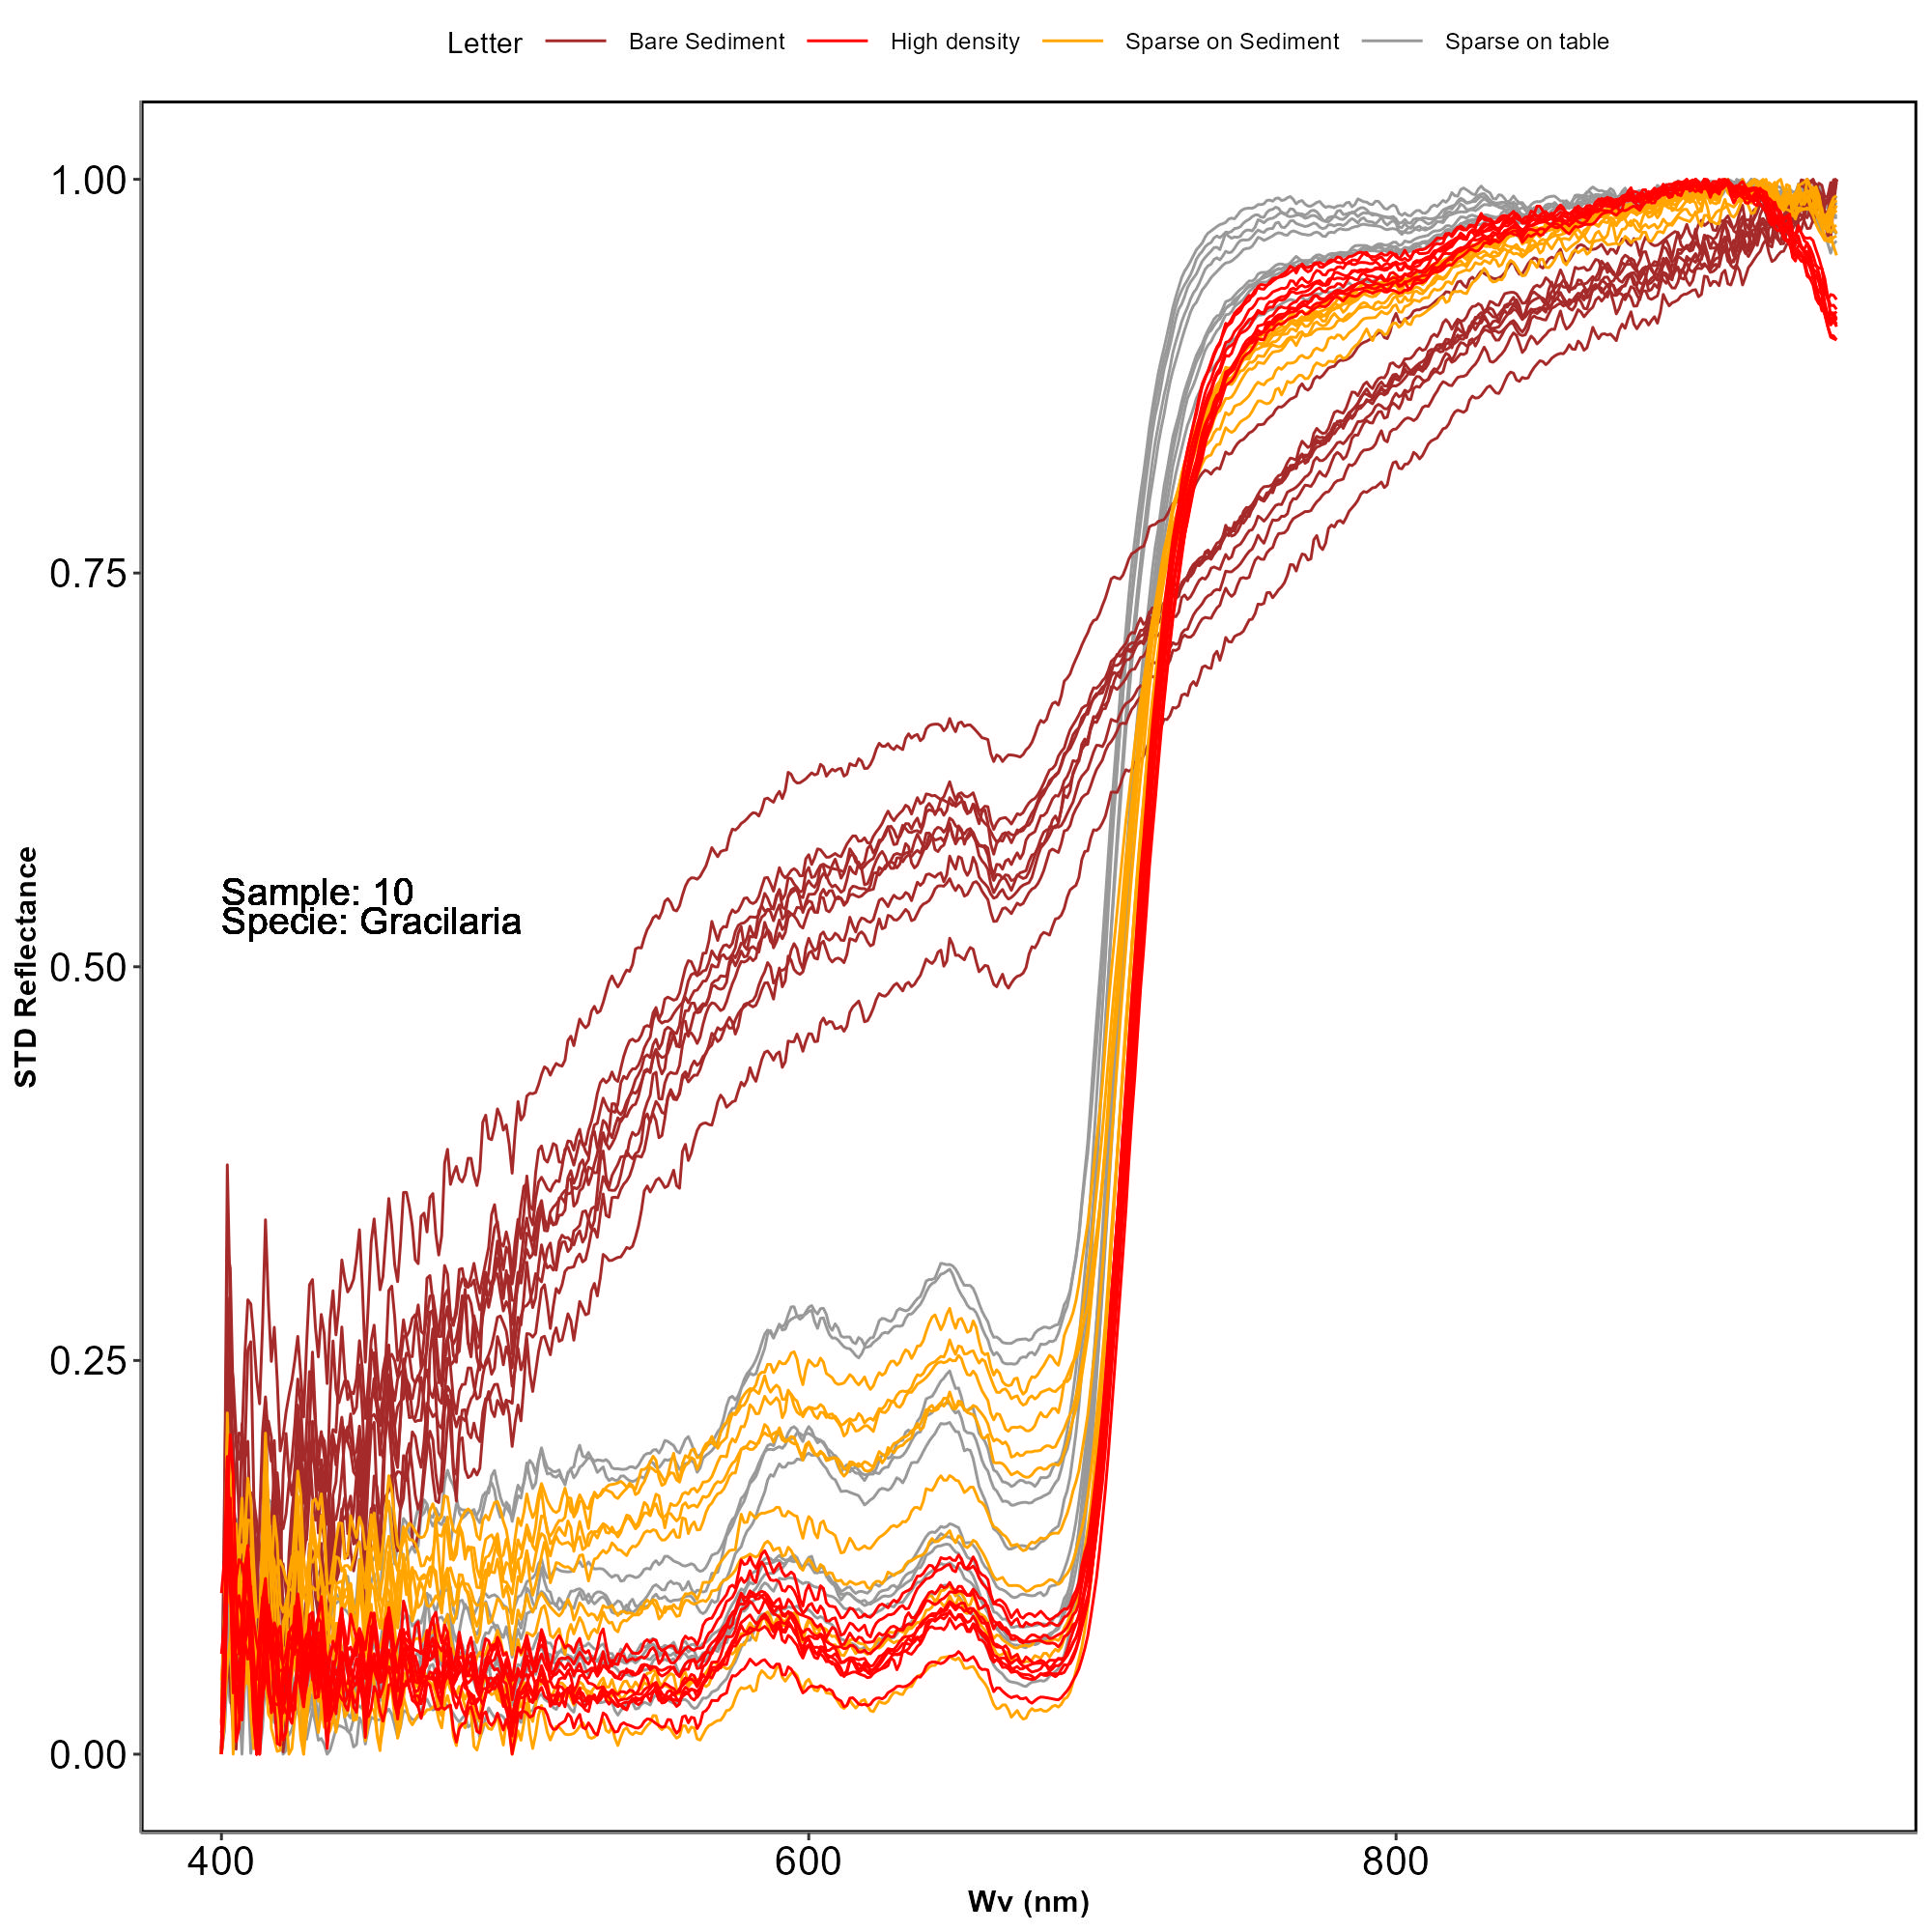 Letter Bare Sediment High density Sparse on Sediment Sparse on table
1.00
0.75
Sample: 10
Specie: Gracilaria
STD Reflectance
0.50
0.25
0.00
400 600 800
Wv (nm)